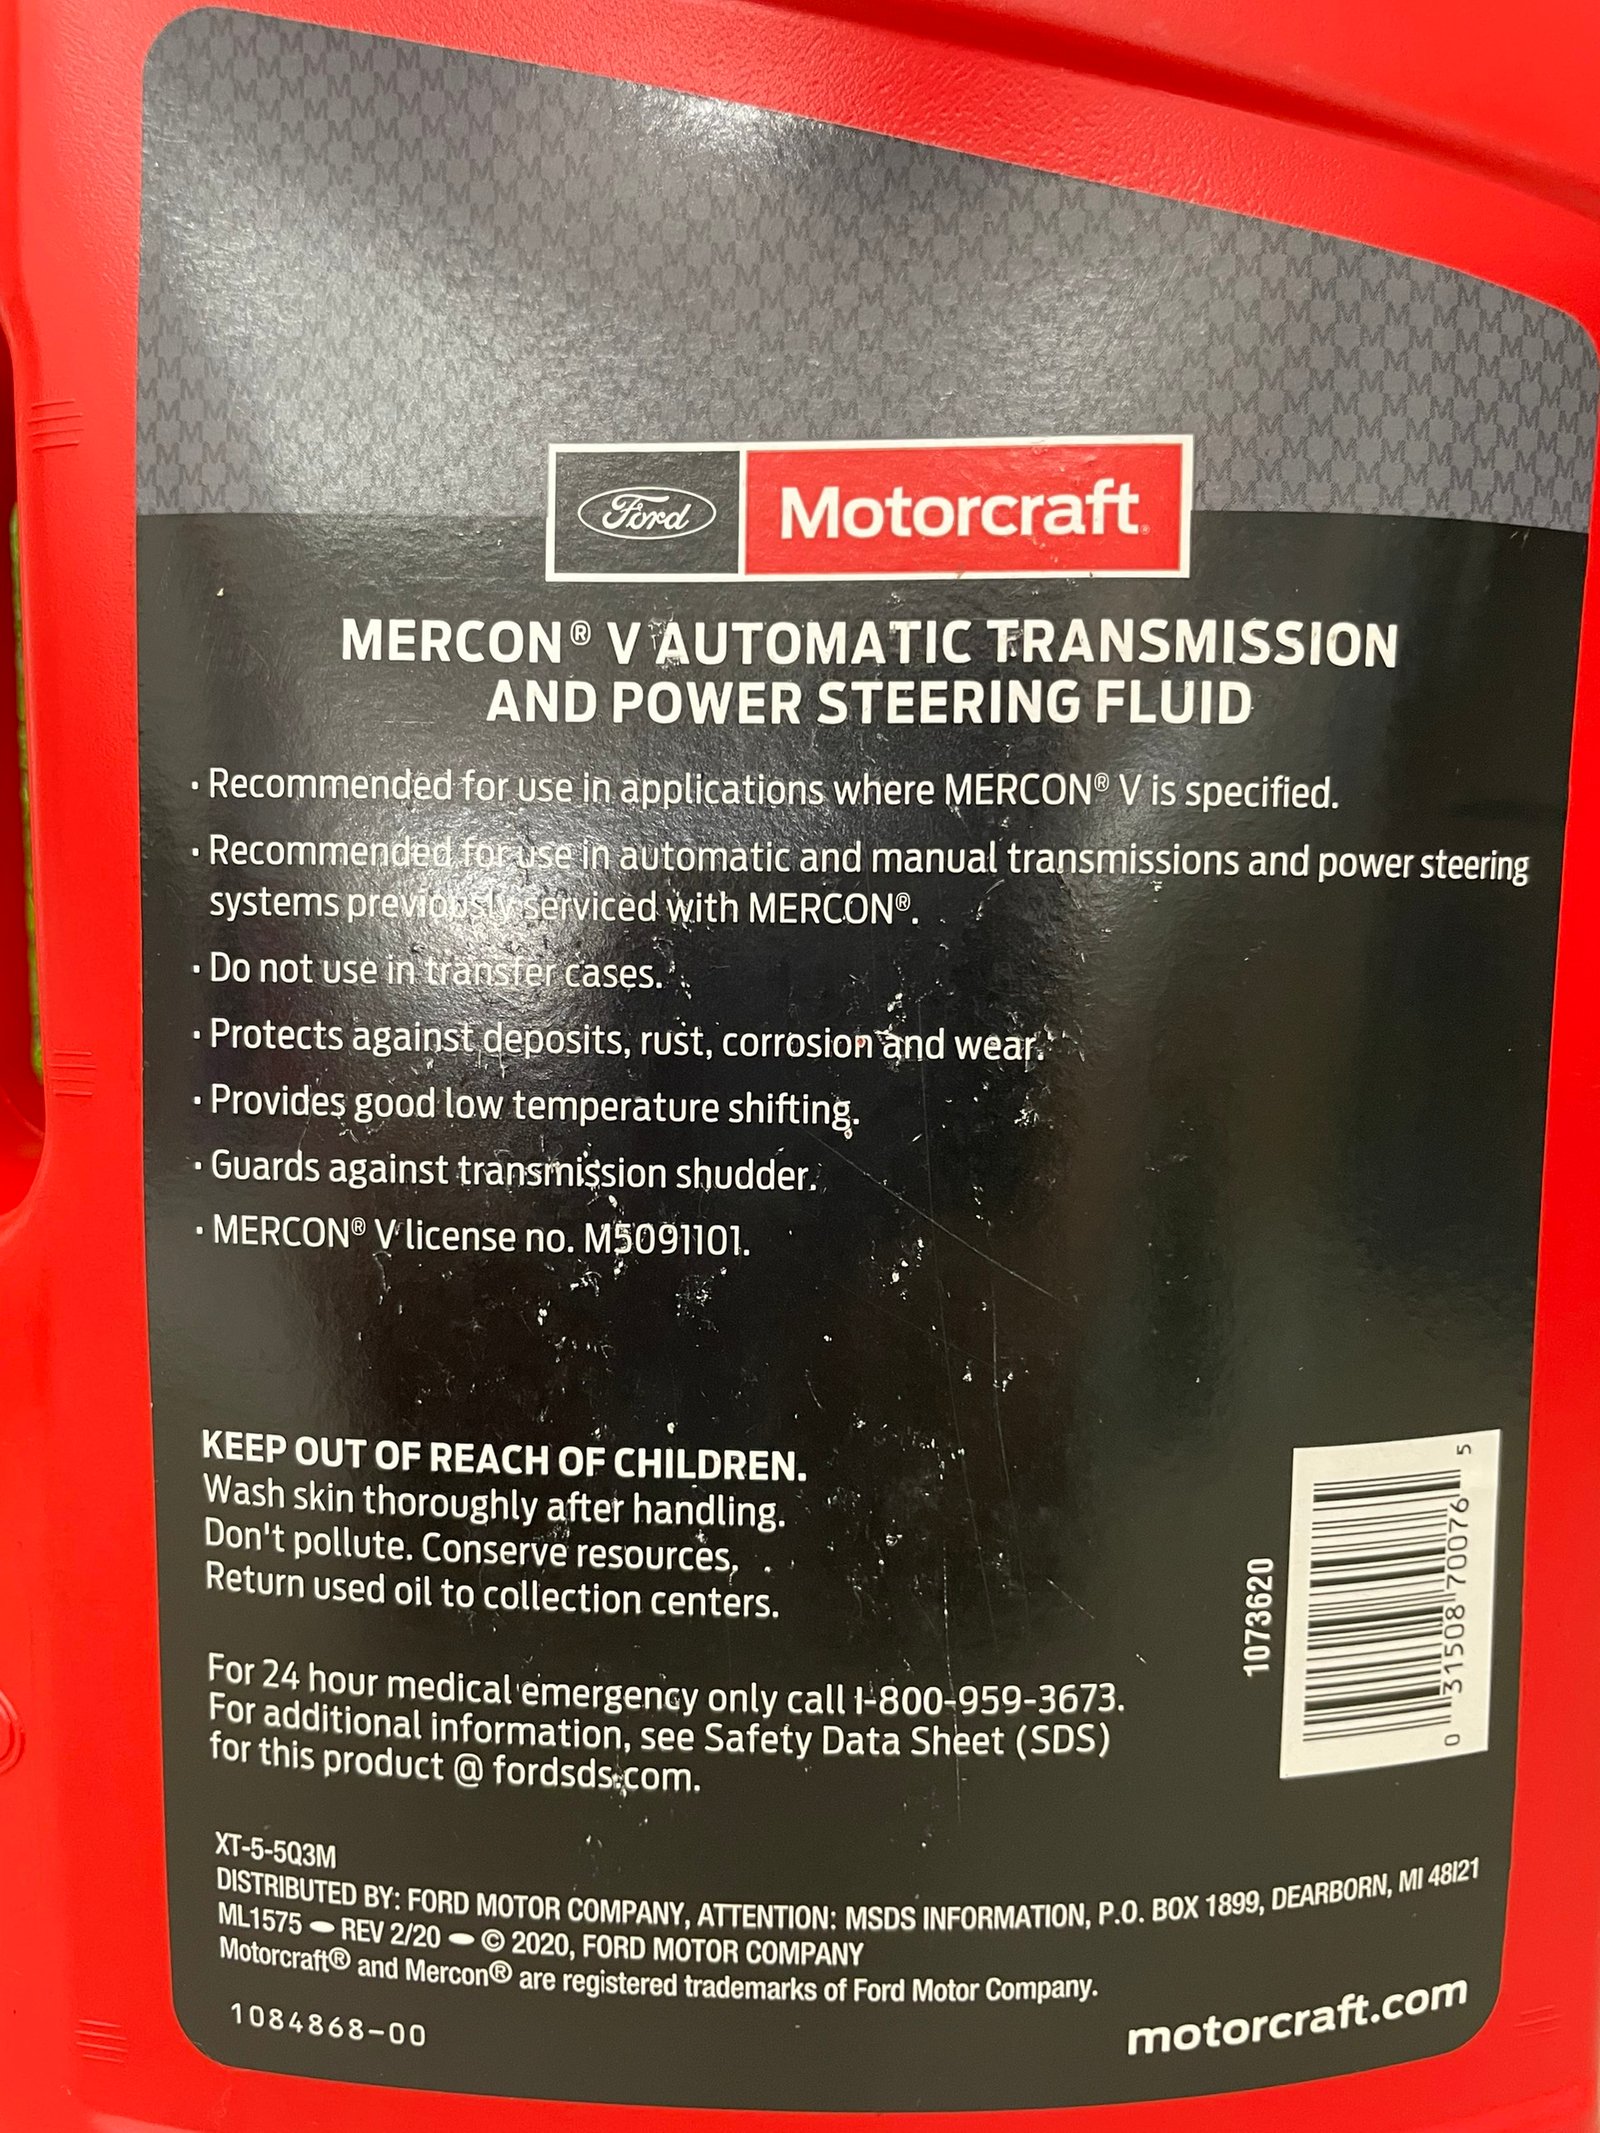 Ford Motorcraft®
MERCON® V AUTOMATIC TRANSMISSION
AND POWER STEERING FLUID
· Recommended for use in applications where MERCON® V is specified.
· Recommended for use in automatic and manual transmissions and power steering
systems previously serviced with MERCON®.
· Do not use in transfer cases.
· Protects against deposits, rust, corrosion and wear.
· Provides good low temperature shifting.
· Guards against transmission shudder.
· MERCON® V license no. M5091101.
KEEP OUT OF REACH OF CHILDREN.
Wash skin thoroughly after handling.
Don't pollute. Conserve resources.
Return used oil to collection centers.
1073620
0 31508 70076 5
For 24 hour medical emergency only call 1-800-959-3673.
For additional information, see Safety Data Sheet (SDS)
for this product @ fordsds.com.
XT-5-5Q3M
DISTRIBUTED BY: FORD MOTOR COMPANY, ATTENTION: MSDS INFORMATION, P.O. BOX 1899, DEARBORN, MI 48121
ML1575 – REV 2/20 – © 2020, FORD MOTOR COMPANY
Motorcraft® and Mercon® are registered trademarks of Ford Motor Company.
1084868-00
motorcraft.com